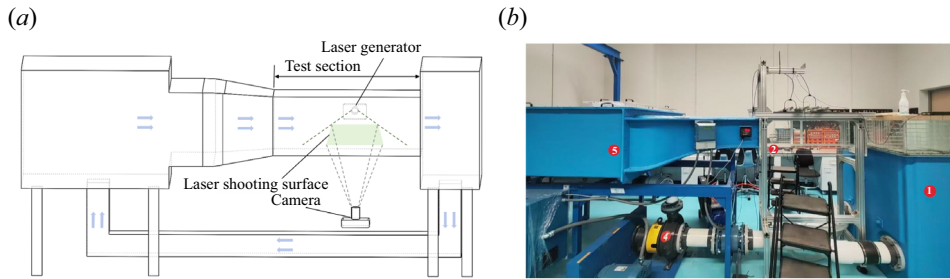 (a)
(b)
Laser generator
Test section
Laser shooting surface
Camera
5
2
1
4